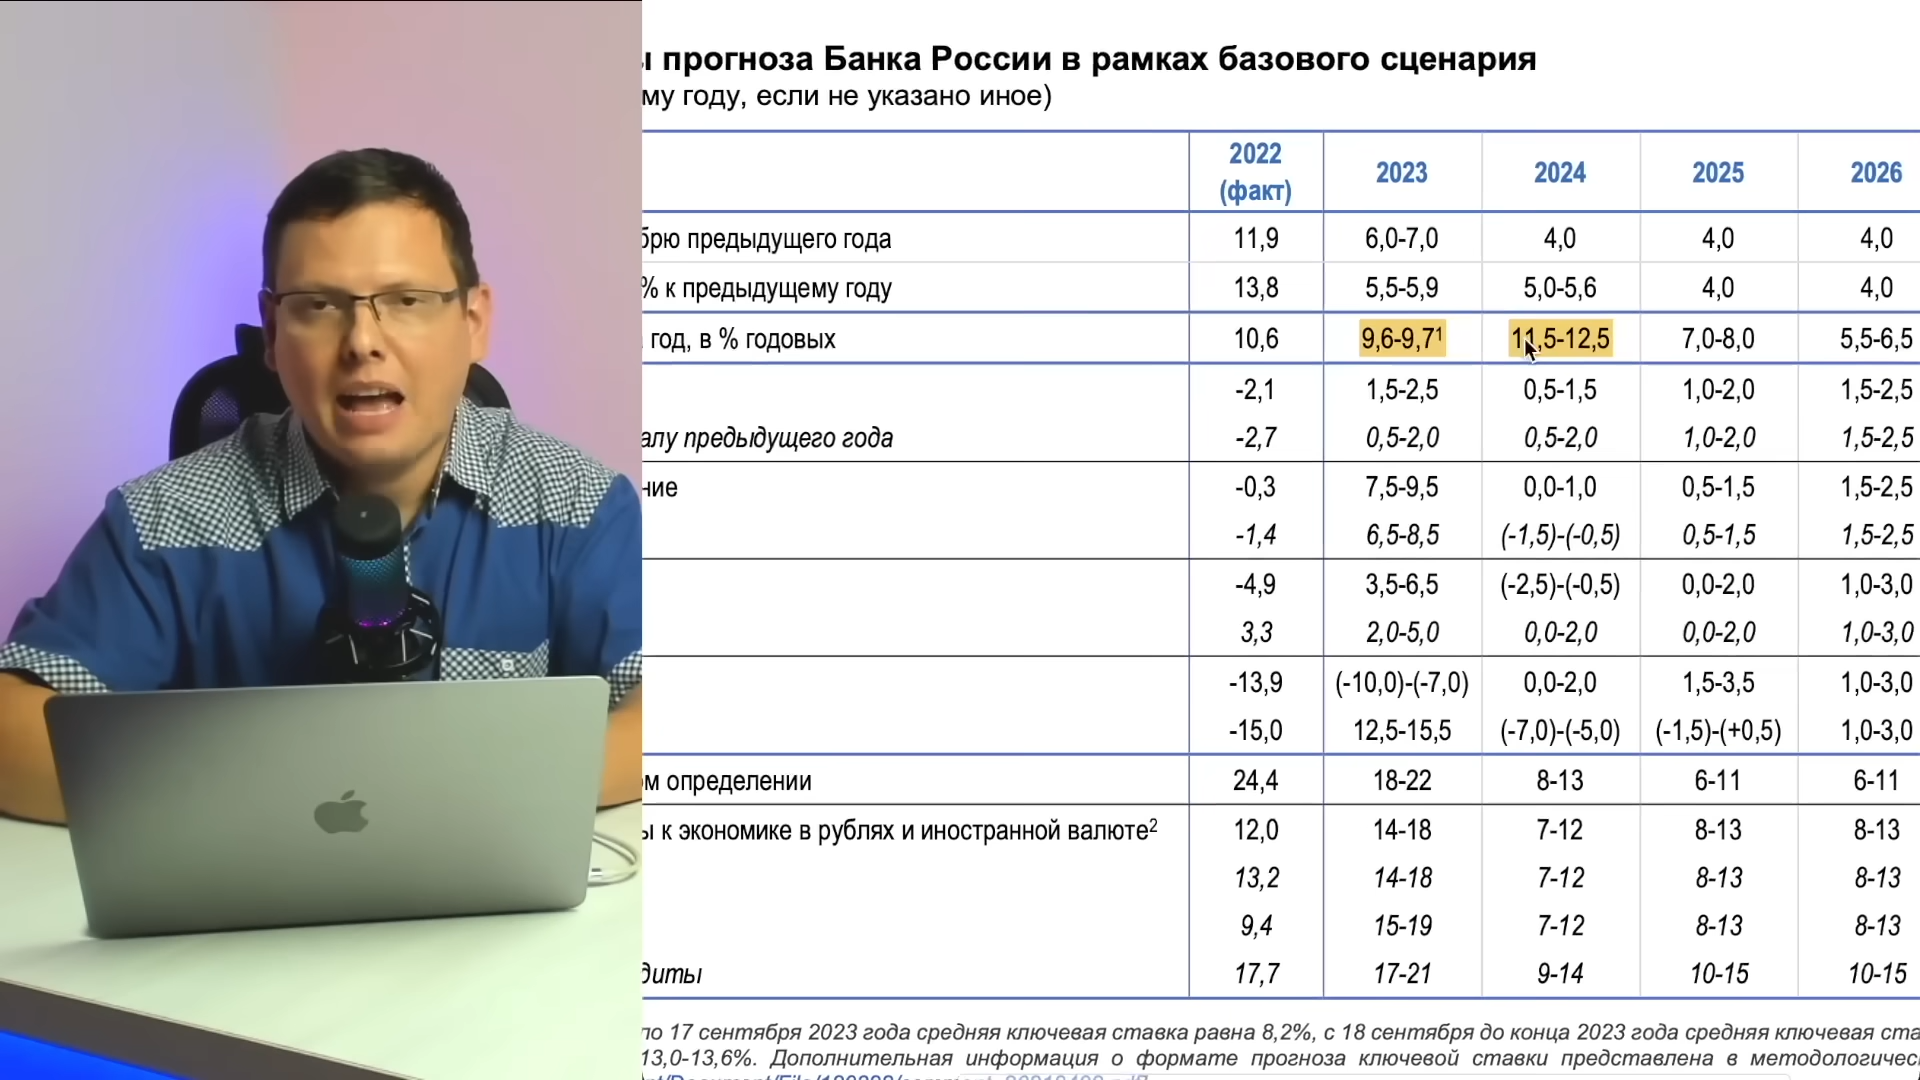 прогноза Банка России в рамках базового сценария
му году, если не указано иное)
2022 (факт) 2023 2024 2025 2026
брю предыдущего года 11,9 6,0-7,0 4,0 4,0 4,0
% к предыдущему году 13,8 5,5-5,9 5,0-5,6 4,0 4,0
год, в % годовых 10,6 9,6-9,7¹ 11,5-12,5 7,0-8,0 5,5-6,5
-2,1 1,5-2,5 0,5-1,5 1,0-2,0 1,5-2,5
алу предыдущего года -2,7 0,5-2,0 0,5-2,0 1,0-2,0 1,5-2,5
ние -0,3 7,5-9,5 0,0-1,0 0,5-1,5 1,5-2,5
-1,4 6,5-8,5 (-1,5)-(-0,5) 0,5-1,5 1,5-2,5
-4,9 3,5-6,5 (-2,5)-(-0,5) 0,0-2,0 1,0-3,0
3,3 2,0-5,0 0,0-2,0 0,0-2,0 1,0-3,0
-13,9 (-10,0)-(-7,0) 0,0-2,0 1,5-3,5 1,0-3,0
-15,0 12,5-15,5 (-7,0)-(-5,0) (-1,5)-(+0,5) 1,0-3,0
ом определении 24,4 18-22 8-13 6-11 6-11
ы к экономике в рублях и иностранной валюте² 12,0 14-18 7-12 8-13 8-13
13,2 14-18 7-12 8-13 8-13
9,4 15-19 7-12 8-13 8-13
диты 17,7 17-21 9-14 10-15 10-15
по 17 сентября 2023 года средняя ключевая ставка равна 8,2%, с 18 сентября до конца 2023 года средняя ключевая ста
13,0-13,6%. Дополнительная информация о формате прогноза ключевой ставки представлена в методологичес